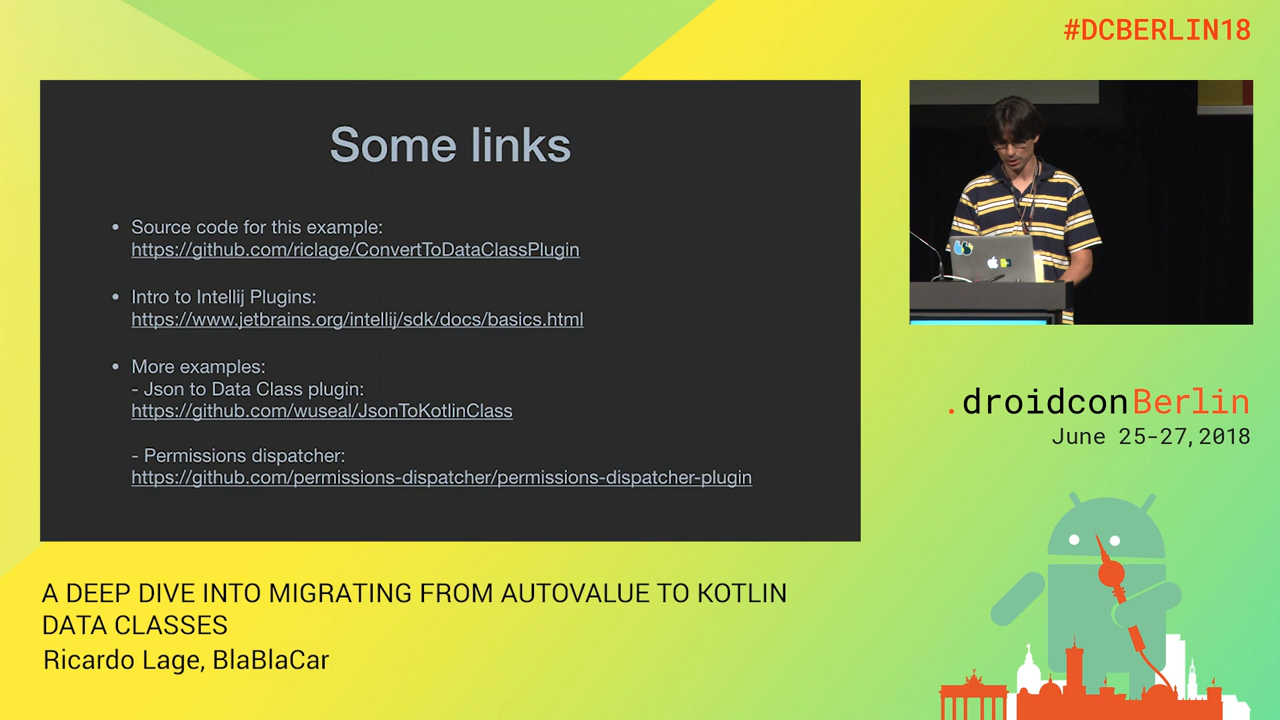 #DCBERLIN18
Some links
• Source code for this example:
https://github.com/riclage/ConvertToDataClassPlugin
• Intro to Intellij Plugins:
https://www.jetbrains.org/intellij/sdk/docs/basics.html
• More examples:
- Json to Data Class plugin:
https://github.com/wuseal/JsonToKotlinClass
- Permissions dispatcher:
https://github.com/permissions-dispatcher/permissions-dispatcher-plugin
.droidconBerlin
June 25-27, 2018
A DEEP DIVE INTO MIGRATING FROM AUTOVALUE TO KOTLIN
DATA CLASSES
Ricardo Lage, BlaBlaCar